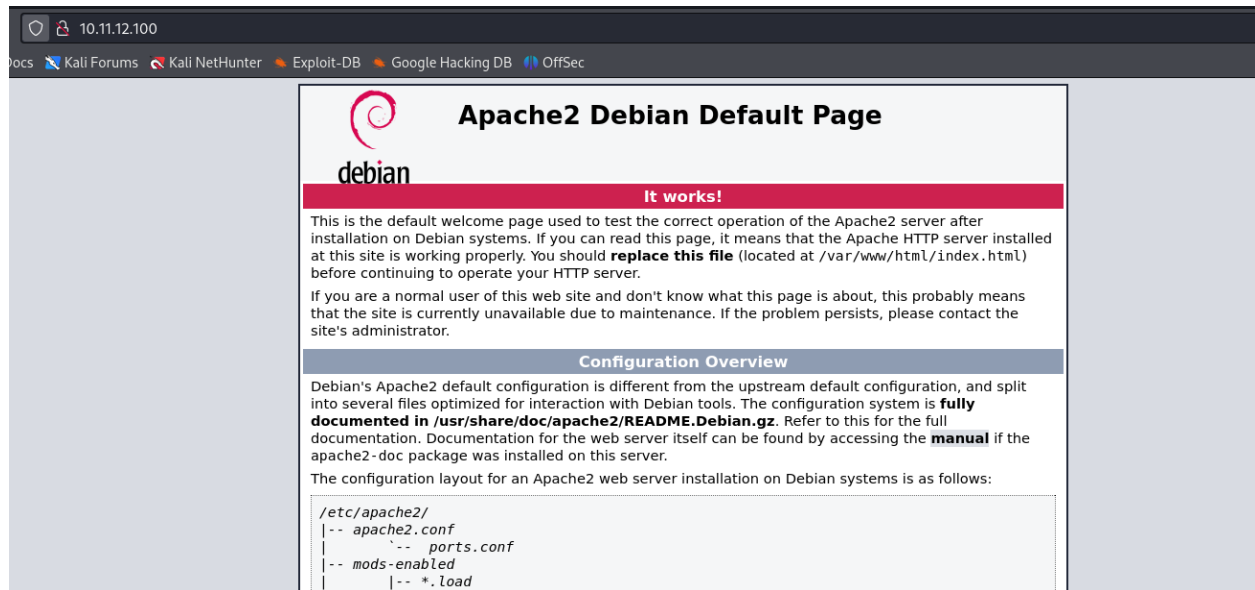 10.11.12.100
Docs Kali Forums Kali NetHunter Exploit-DB Google Hacking DB OffSec
Apache2 Debian Default Page
debian
It works!
This is the default welcome page used to test the correct operation of the Apache2 server after
installation on Debian systems. If you can read this page, it means that the Apache HTTP server installed
at this site is working properly. You should replace this file (located at /var/www/html/index.html)
before continuing to operate your HTTP server.
If you are a normal user of this web site and don't know what this page is about, this probably means
that the site is currently unavailable due to maintenance. If the problem persists, please contact the
site's administrator.
Configuration Overview
Debian's Apache2 default configuration is different from the upstream default configuration, and split
into several files optimized for interaction with Debian tools. The configuration system is fully
documented in /usr/share/doc/apache2/README.Debian.gz. Refer to this for the full
documentation. Documentation for the web server itself can be found by accessing the manual if the
apache2-doc package was installed on this server.
The configuration layout for an Apache2 web server installation on Debian systems is as follows:
/etc/apache2/
|-- apache2.conf
|       `--  ports.conf
|-- mods-enabled
|       |-- *.load